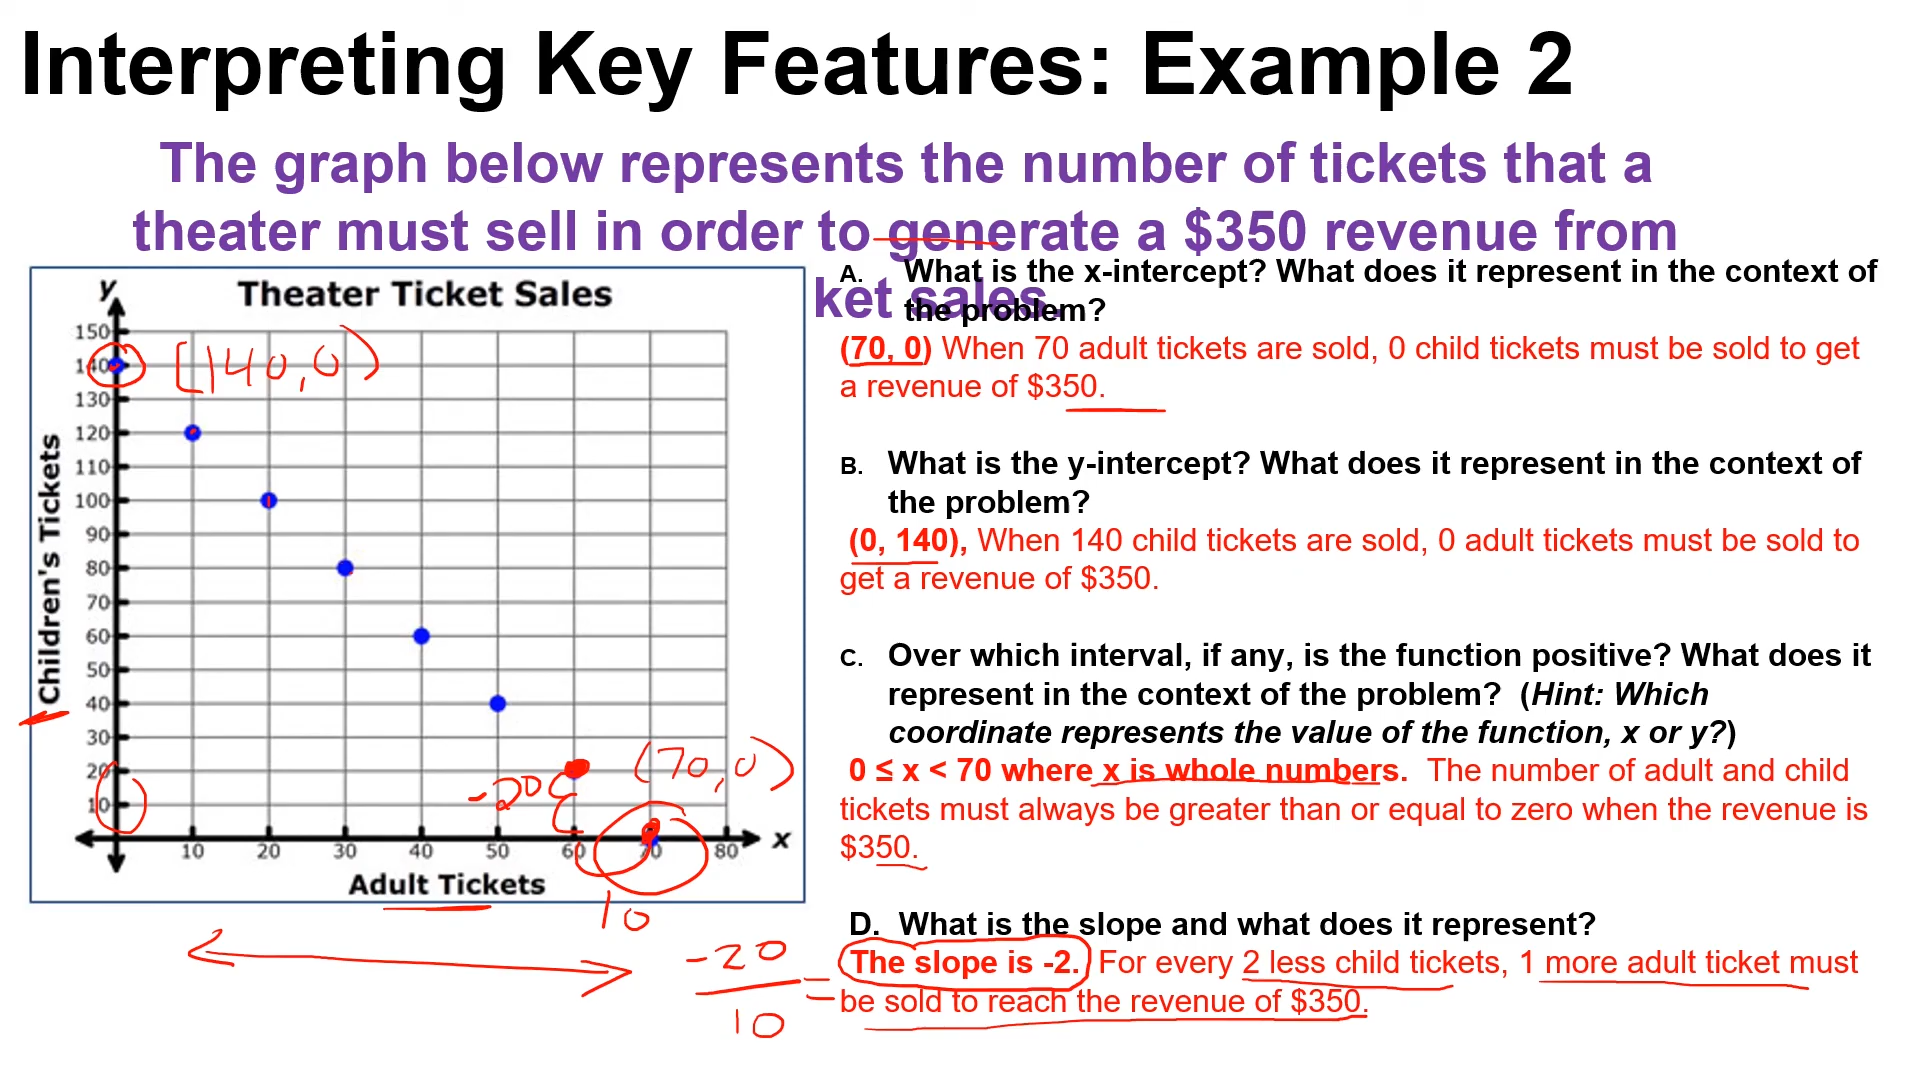 Interpreting Key Features: Example 2
The graph below represents the number of tickets that a
theater must sell in order to generate a $350 revenue from
ket sales.
y
Theater Ticket Sales
150
140
130
120
110
100
90
80
70
60
50
40
30
20
10
Children's Tickets
10 20 30 40 50 60 70 80 x
Adult Tickets
(140,0)
(70,0)
-20
10
-20
10
=
A. What is the x-intercept? What does it represent in the context of
the problem?
(70, 0) When 70 adult tickets are sold, 0 child tickets must be sold to get
a revenue of $350.
B. What is the y-intercept? What does it represent in the context of
the problem?
(0, 140), When 140 child tickets are sold, 0 adult tickets must be sold to
get a revenue of $350.
C. Over which interval, if any, is the function positive? What does it
represent in the context of the problem? (Hint: Which
coordinate represents the value of the function, x or y?)
0 ≤ x < 70 where x is whole numbers. The number of adult and child
tickets must always be greater than or equal to zero when the revenue is
$350.
D. What is the slope and what does it represent?
The slope is -2. For every 2 less child tickets, 1 more adult ticket must
be sold to reach the revenue of $350.